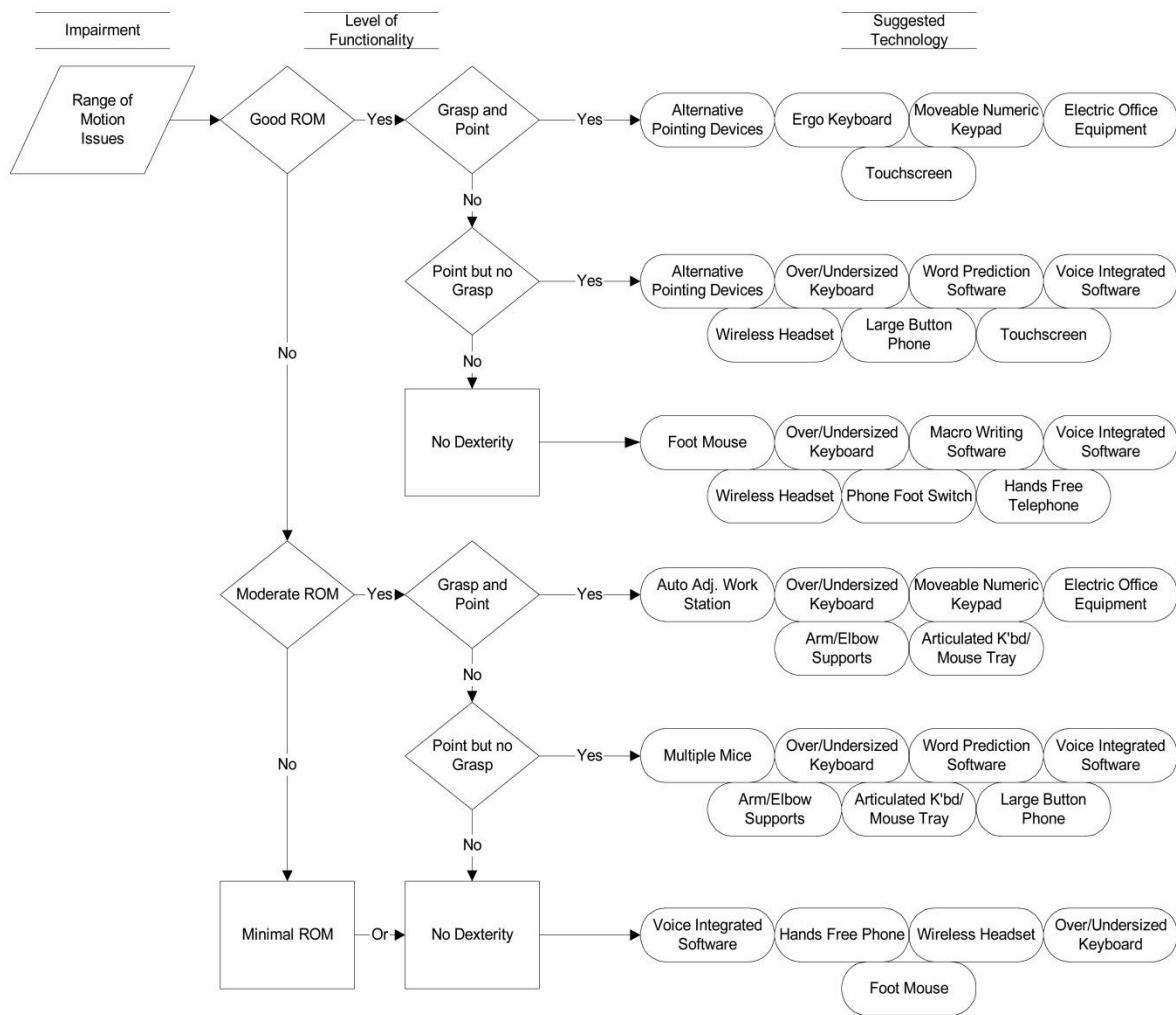 Impairment
Level of
Functionality
Suggested
Technology
Range of
Motion
Issues
Good ROM
Yes
Grasp and
Point
Yes
Alternative
Pointing Devices
Ergo Keyboard
Moveable Numeric
Keypad
Electric Office
Equipment
Touchscreen
No
Point but no
Grasp
Yes
Alternative
Pointing Devices
Over/Undersized
Keyboard
Word Prediction
Software
Voice Integrated
Software
Wireless Headset
Large Button
Phone
Touchscreen
No
No
No Dexterity
Foot Mouse
Over/Undersized
Keyboard
Macro Writing
Software
Voice Integrated
Software
Wireless Headset
Phone Foot Switch
Hands Free
Telephone
Moderate ROM
Yes
Grasp and
Point
Yes
Auto Adj. Work
Station
Over/Undersized
Keyboard
Moveable Numeric
Keypad
Electric Office
Equipment
Arm/Elbow
Supports
Articulated K'bd/
Mouse Tray
No
Point but no
Grasp
Yes
Multiple Mice
Over/Undersized
Keyboard
Word Prediction
Software
Voice Integrated
Software
Arm/Elbow
Supports
Articulated K'bd/
Mouse Tray
Large Button
Phone
No
No
Minimal ROM
Or
No Dexterity
Voice Integrated
Software
Hands Free Phone
Wireless Headset
Over/Undersized
Keyboard
Foot Mouse